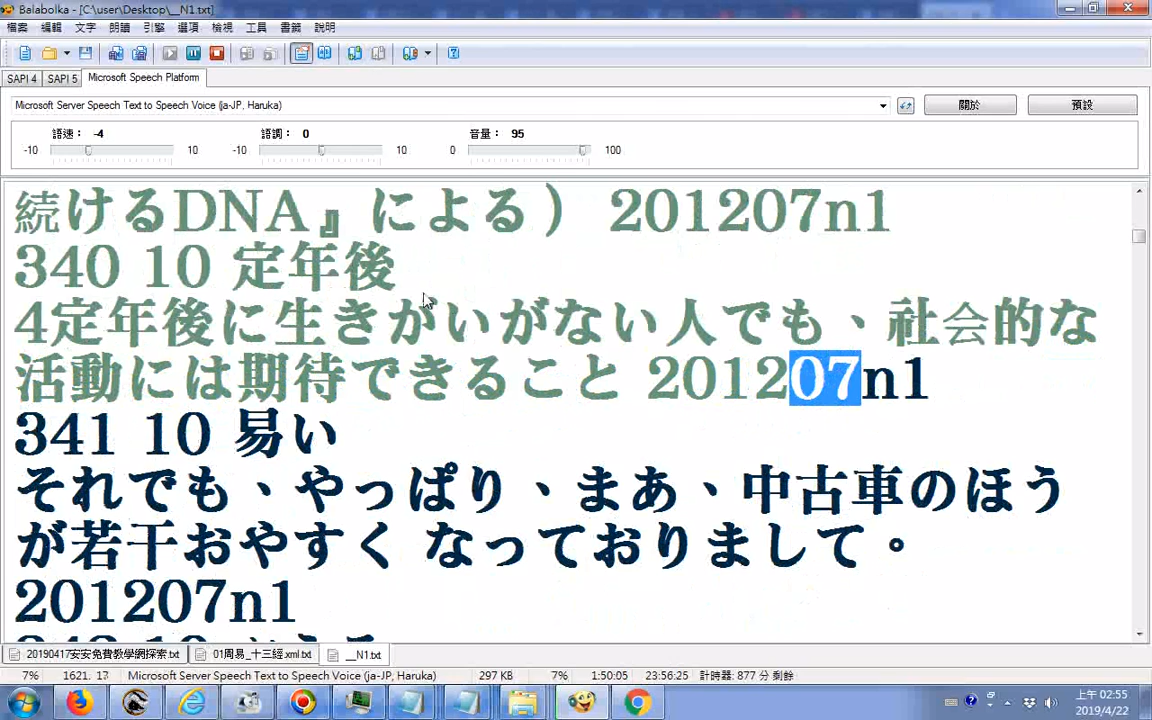 Balabolka - [C:\user\Desktop\__N1.txt]
檔案 編輯 文字 朗讀 引擎 選項 檢視 工具 書籤 說明
SAPI 4 SAPI 5 Microsoft Speech Platform
Microsoft Server Speech Text to Speech Voice (ja-JP, Haruka) 關於 預設
語速： -4 語調： 0 音量： 95
-10 10 -10 10 0 100
続けるDNA』による） 201207n1
340 10 定年後
4定年後に生きがいがない人でも、社会的な
活動には期待できること 201207n1
341 10 易い
それでも、やっぱり、まあ、中古車のほう
が若干おやすく なっておりまして。
201207n1
20190417安安免費教學網探索.txt 01周易_十三經.xml.txt __N1.txt
7% 1621. 17 Microsoft Server Speech Text to Speech Voice (ja-JP, Haruka) 297 KB 7% 1:50:05 23:56:25 計時器: 877 分 剩餘
上午 02:55
2019/4/22